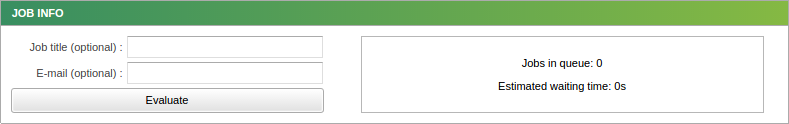 JOB INFO
Job title (optional) :
E-mail (optional) :
Evaluate
Jobs in queue: 0
Estimated waiting time: 0s